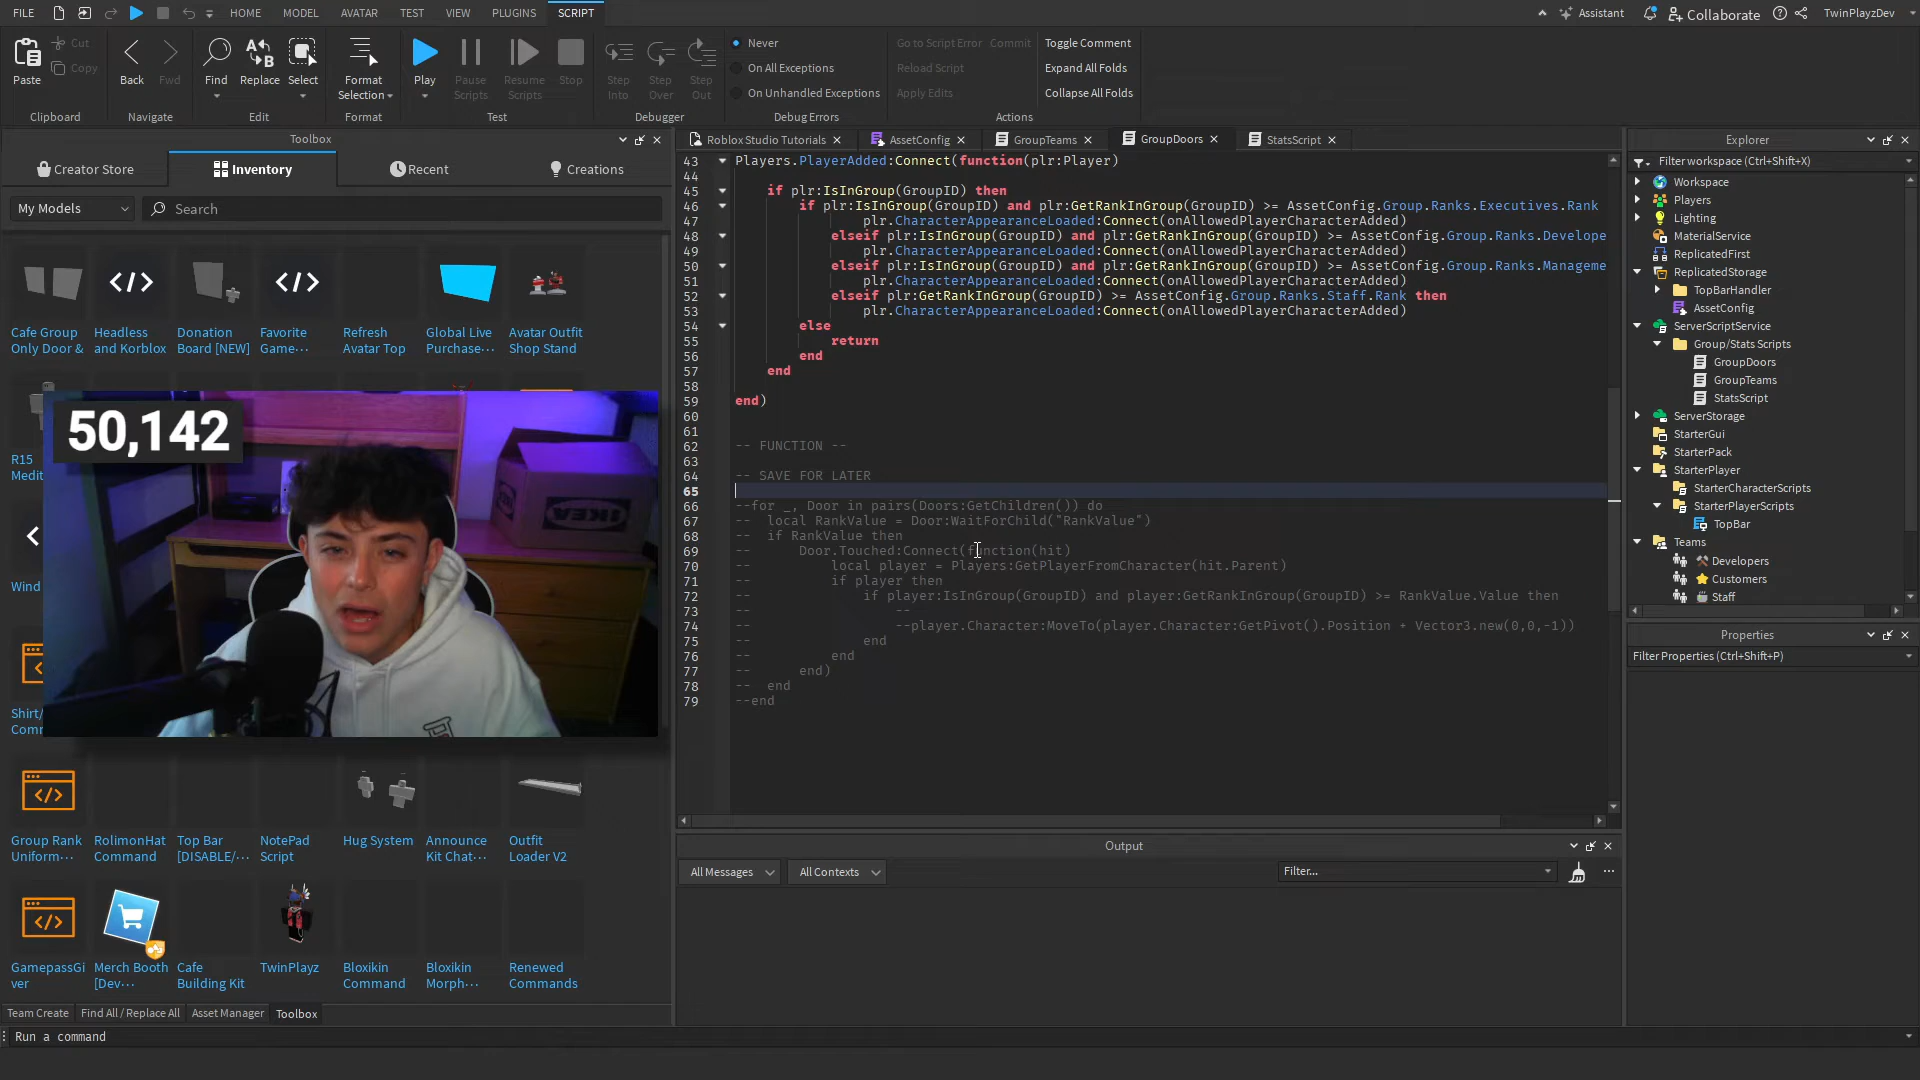 FILE HOME MODEL AVATAR TEST VIEW PLUGINS SCRIPT Assistant Collaborate TwinPlayzDev
Paste Cut Copy Back Fwd Find Replace Select Format Selection Play Pause Scripts Resume Scripts Stop Step Into Step Over Step Out
Never
On All Exceptions
On Unhandled Exceptions
Go to Script Error Commit
Reload Script
Apply Edits
Toggle Comment
Expand All Folds
Collapse All Folds
Clipboard Navigate Edit Format Test Debugger Debug Errors Actions
Toolbox
Creator Store Inventory Recent Creations
My Models Search
Cafe Group Only Door &
Headless and Korblox
Donation Board [NEW]
Favorite Game...
Refresh Avatar Top
Global Live Purchase...
Avatar Outfit Shop Stand
R15
Medit
50,142
IKEA
Wind
Shirt/
Comm
Group Rank Uniform...
RolimonHat Command
Top Bar [DISABLE/...
NotePad Script
Hug System
Announce Kit Chat...
Outfit Loader V2
GamepassGiver
Merch Booth [Dev...
Cafe Building Kit
TwinPlayz
Bloxikin Command
Bloxikin Morph...
Renewed Commands
Team Create Find All / Replace All Asset Manager Toolbox
Run a command
Roblox Studio Tutorials AssetConfig GroupTeams GroupDoors StatsScript
43 Players.PlayerAdded:Connect(function(plr:Player)
44
45 if plr:IsInGroup(GroupID) then
46 if plr:IsInGroup(GroupID) and plr:GetRankInGroup(GroupID) >= AssetConfig.Group.Ranks.Executives.Rank
47 plr.CharacterAppearanceLoaded:Connect(onAllowedPlayerCharacterAdded)
48 elseif plr:IsInGroup(GroupID) and plr:GetRankInGroup(GroupID) >= AssetConfig.Group.Ranks.Develope
49 plr.CharacterAppearanceLoaded:Connect(onAllowedPlayerCharacterAdded)
50 elseif plr:IsInGroup(GroupID) and plr:GetRankInGroup(GroupID) >= AssetConfig.Group.Ranks.Manageme
51 plr.CharacterAppearanceLoaded:Connect(onAllowedPlayerCharacterAdded)
52 elseif plr:GetRankInGroup(GroupID) >= AssetConfig.Group.Ranks.Staff.Rank then
53 plr.CharacterAppearanceLoaded:Connect(onAllowedPlayerCharacterAdded)
54 else
55 return
56 end
57 end
58
59 end)
60
61
62 -- FUNCTION --
63
64 -- SAVE FOR LATER
65
66 --for _, Door in pairs(Doors:GetChildren()) do
67 -- local RankValue = Door:WaitForChild("RankValue")
68 -- if RankValue then
69 -- Door.Touched:Connect(function(hit)
70 -- local player = Players:GetPlayerFromCharacter(hit.Parent)
71 -- if player then
72 -- if player:IsInGroup(GroupID) and player:GetRankInGroup(GroupID) >= RankValue.Value then
73 -- --
74 -- --player.Character:MoveTo(player.Character:GetPivot().Position + Vector3.new(0,0,-1))
75 -- end
76 -- end
77 -- end)
78 -- end
79 --end
Output
All Messages All Contexts Filter...
Explorer
Filter workspace (Ctrl+Shift+X)
Workspace
Players
Lighting
MaterialService
ReplicatedFirst
ReplicatedStorage
TopBarHandler
AssetConfig
ServerScriptService
Group/Stats Scripts
GroupDoors
GroupTeams
StatsScript
ServerStorage
StarterGui
StarterPack
StarterPlayer
StarterCharacterScripts
StarterPlayerScripts
TopBar
Teams
Developers
Customers
Staff
Properties
Filter Properties (Ctrl+Shift+P)